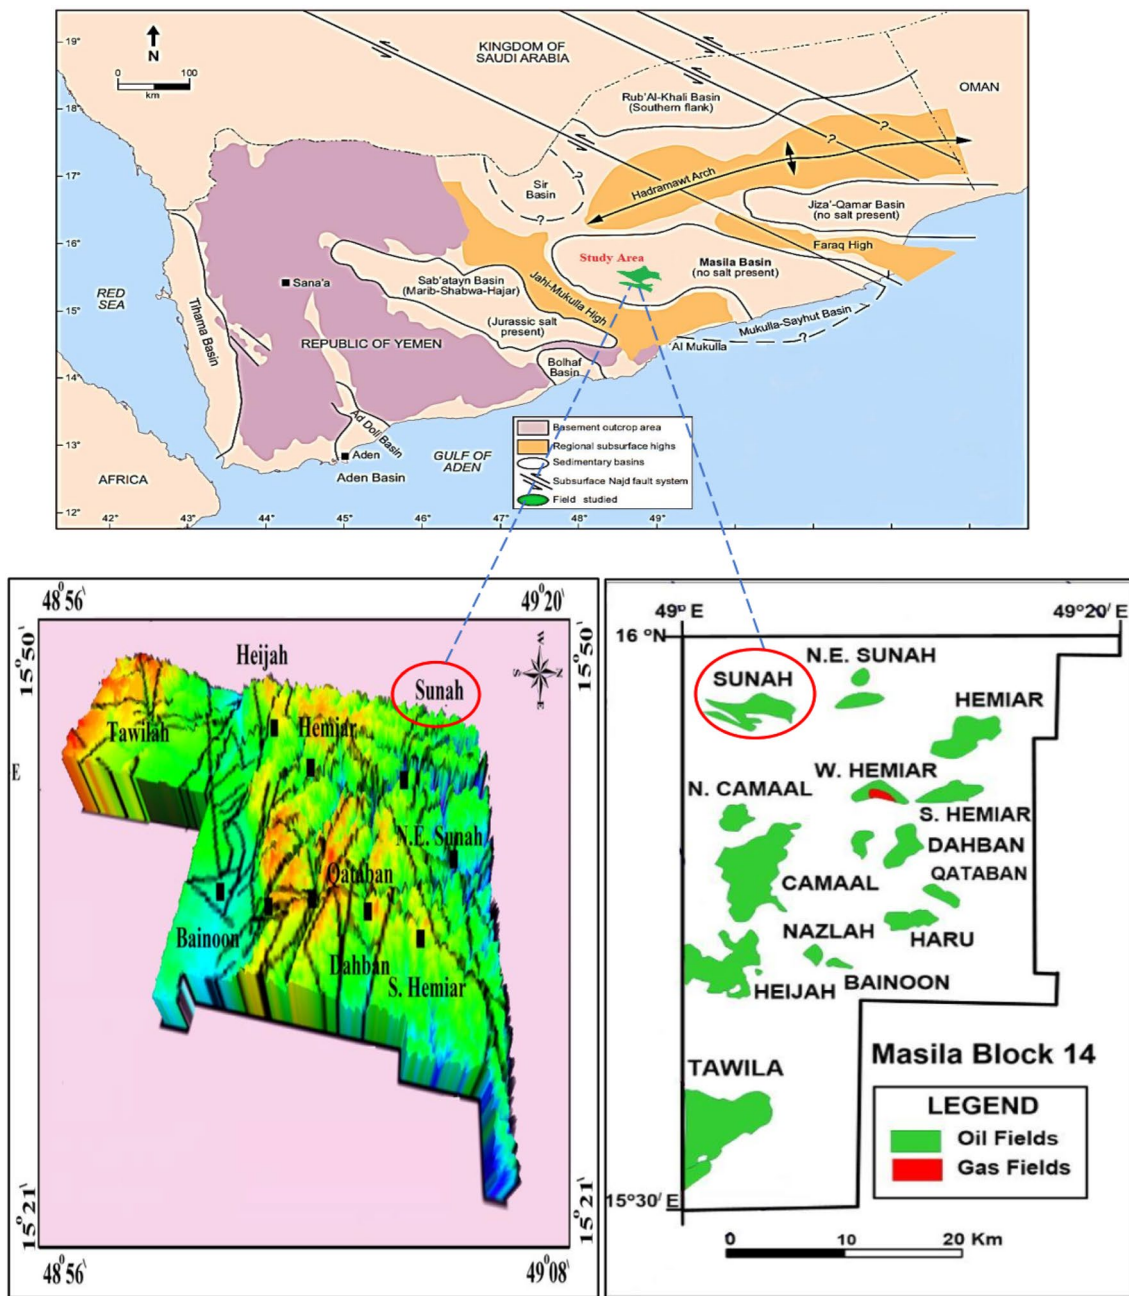 19°
18°
17°
16°
15°
14°
13°
12°
42°
43°
44°
45°
46°
47°
48°
49°
N
0 100
km
KINGDOM OF
SAUDI ARABIA
OMAN
Rub'Al-Khali Basin
(Southern flank)
?
?
Hadramawt Arch
Sir
Basin
?
?
Jiza'-Qamar Basin
(no salt present)
Faraq High
Study Area
Masila Basin
(no salt present)
Sab'atayn Basin
(Marib-Shabwa-Hajar)
Jahi-Mukulla High
(Jurassic salt
present)
Mukulla-Sayhut Basin
?
Al Mukulla
RED
SEA
Tihama Basin
Sana'a
REPUBLIC OF YEMEN
Bolhaf
Basin
Ad Doli Basin
Aden
Aden Basin
GULF OF
ADEN
AFRICA
Basement outcrop area
Regional subsurface highs
Sedimentary basins
Subsurface Najd fault system
Field studied
48°56'
49°20'
15°50'
15°50'
Heijah
Sunah
W
S N
E
Tawilah
Hemiar
E
N.E. Sunah
Qataban
Bainoon
Dahban
S. Hemiar
15°21'
15°21'
48°56'
49°08'
49° E
49°20' E
16 °N
SUNAH
N.E. SUNAH
HEMIAR
W. HEMIAR
N. CAMAAL
S. HEMIAR
DAHBAN
QATABAN
CAMAAL
NAZLAH
HARU
HEIJAH
BAINOON
Masila Block 14
TAWILA
LEGEND
Oil Fields
Gas Fields
15°30' E
0 10 20 Km